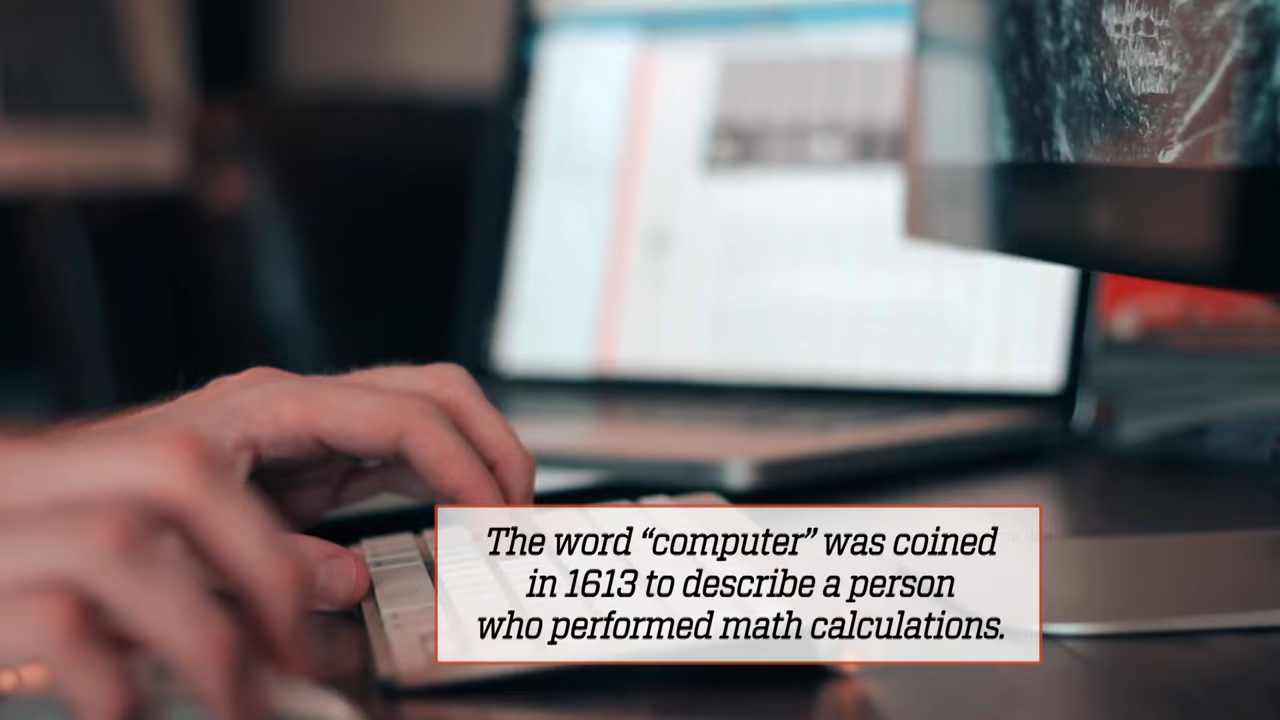 The word “computer” was coined
in 1613 to describe a person
who performed math calculations.